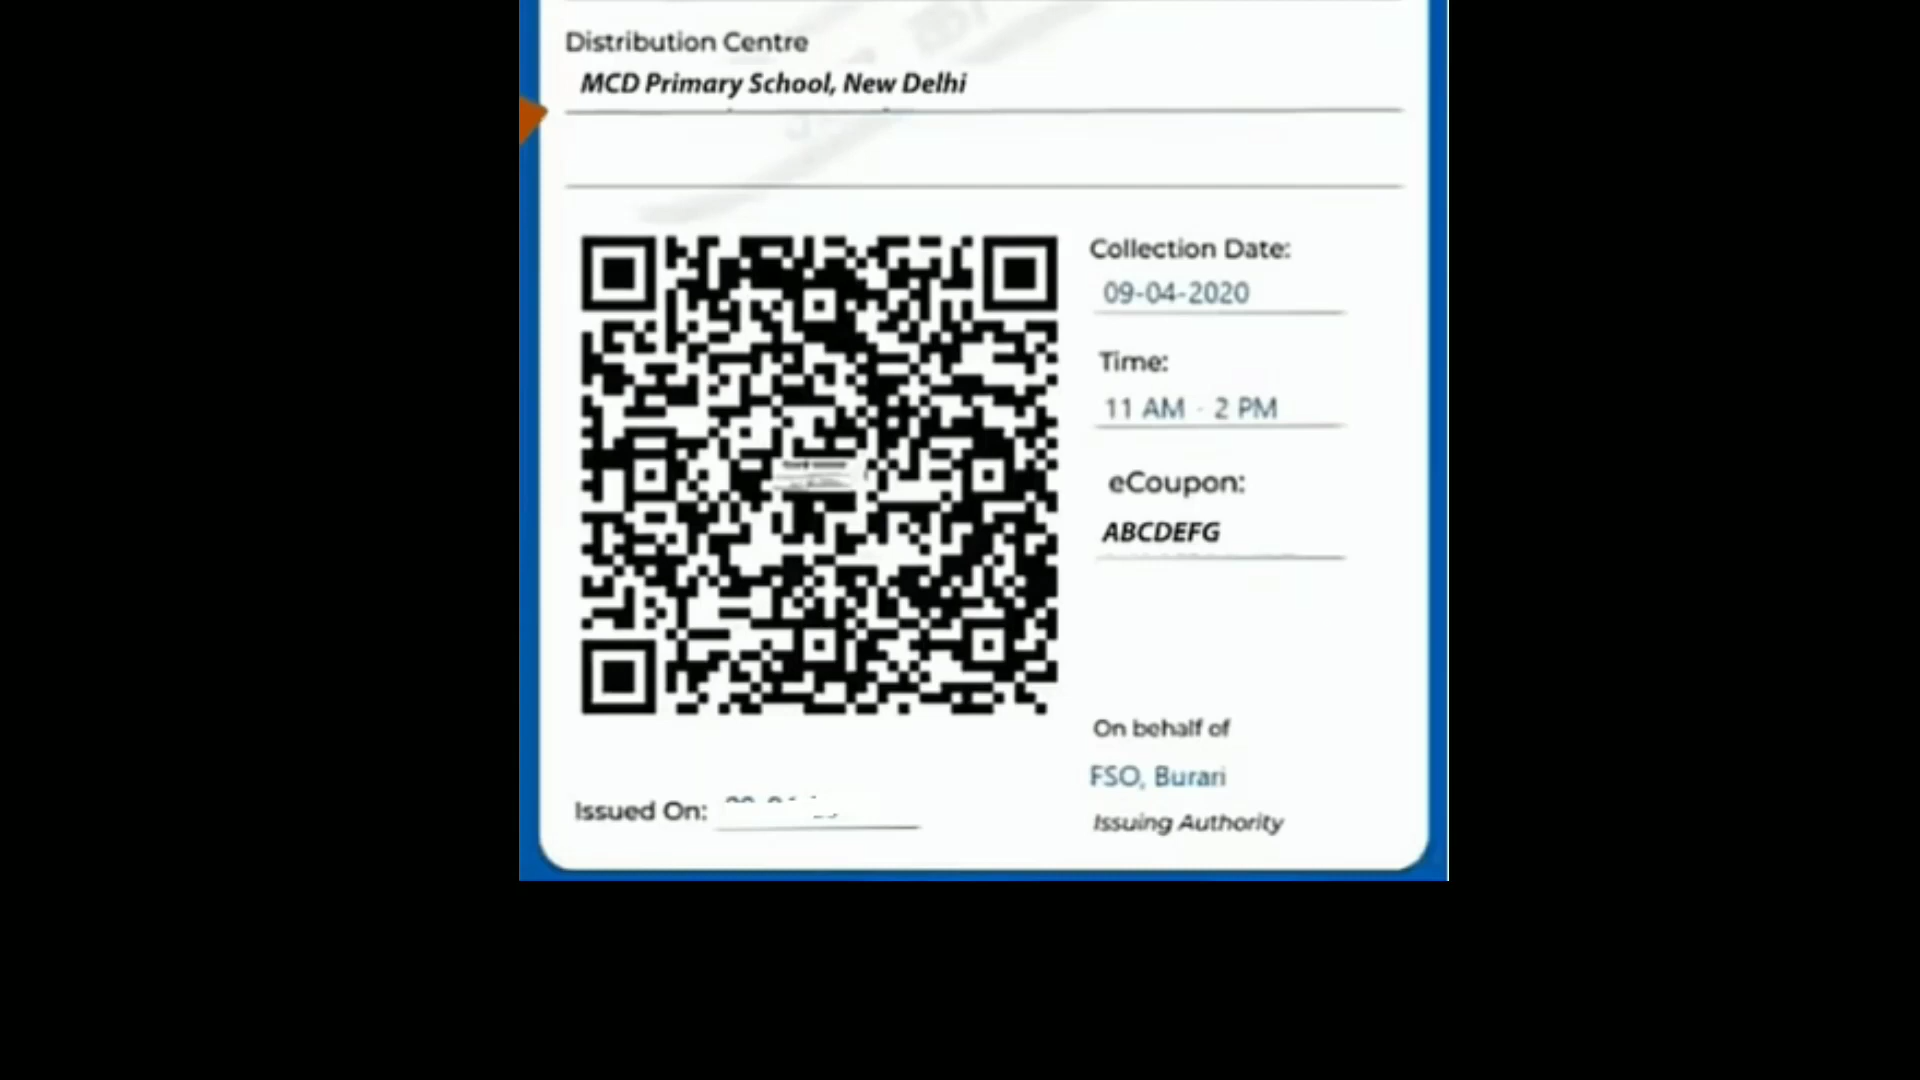 Distribution Centre
MCD Primary School, New Delhi
Collection Date:
09-04-2020
Time:
11 AM - 2 PM
eCoupon:
ABCDEFG
On behalf of
FSO, Burari
Issued On:
Issuing Authority